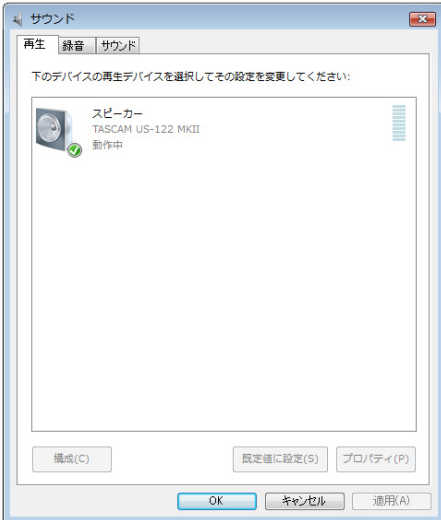 サウンド
再生 録音 サウンド
下のデバイスの再生デバイスを選択してその設定を変更してください:
スピーカー
TASCAM US-122 MKII
動作中
構成(C) 既定値に設定(S) プロパティ(P)
OK キャンセル 適用(A)